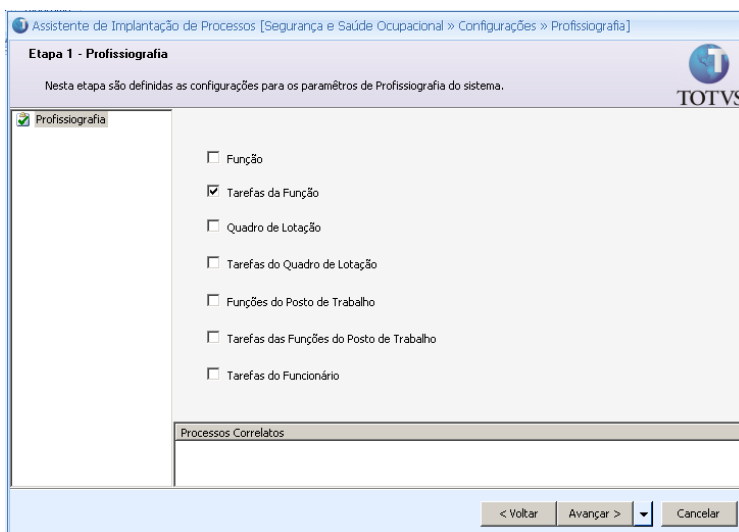 Assistente de Implantação de Processos [Segurança e Saúde Ocupacional » Configurações » Profissiografia]
Etapa 1 - Profissiografia
Nesta etapa são definidas as configurações para os paramêtros de Profissiografia do sistema.
TOTVS
Profissiografia
Função
Tarefas da Função
Quadro de Lotação
Tarefas do Quadro de Lotação
Funções do Posto de Trabalho
Tarefas das Funções do Posto de Trabalho
Tarefas do Funcionário
Processos Correlatos
< Voltar
Avançar >
Cancelar